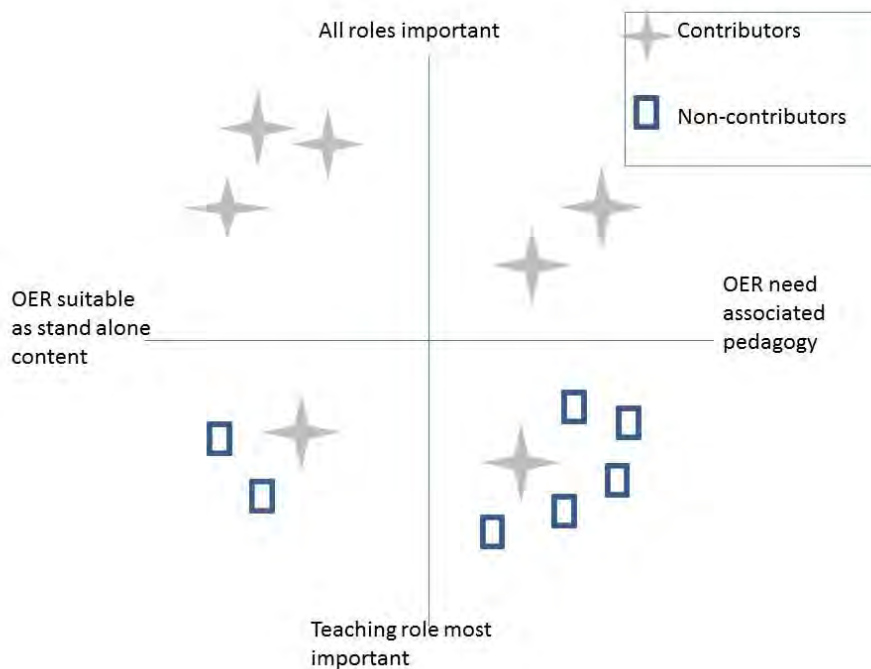 All roles important
Contributors
Non-contributors
OER suitable
as stand alone
content
OER need
associated
pedagogy
Teaching role most
important